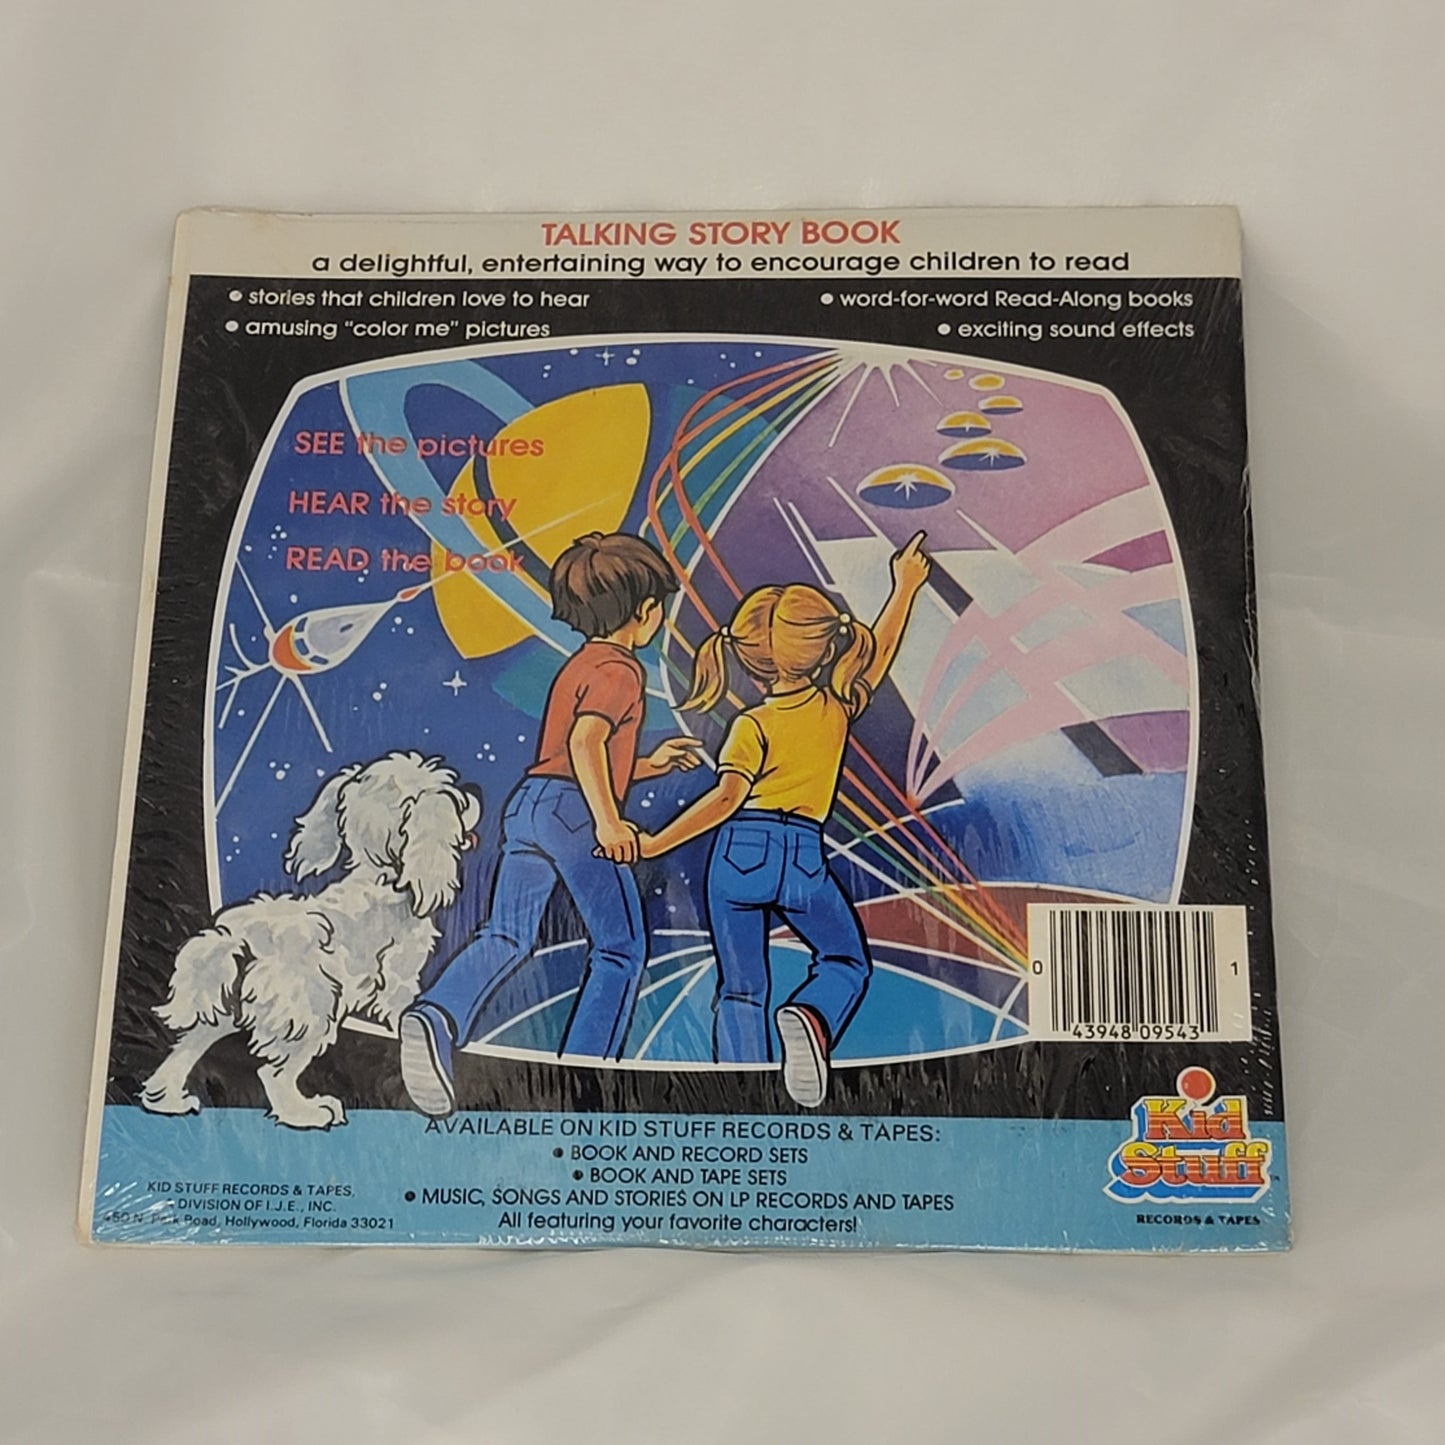 TALKING STORY BOOK
a delightful, entertaining way to encourage children to read
• stories that children love to hear
• amusing "color me" pictures
• word-for-word Read-Along books
• exciting sound effects
SEE the pictures
HEAR the story
READ the book
0 43948 09543 1
AVAILABLE ON KID STUFF RECORDS & TAPES:
• BOOK AND RECORD SETS
• BOOK AND TAPE SETS
• MUSIC, SONGS AND STORIES ON LP RECORDS AND TAPES
All featuring your favorite characters!
KID STUFF RECORDS & TAPES,
A DIVISION OF I.J.E., INC.
450 N. Park Road, Hollywood, Florida 33021
Kid
Stuff
RECORDS & TAPES